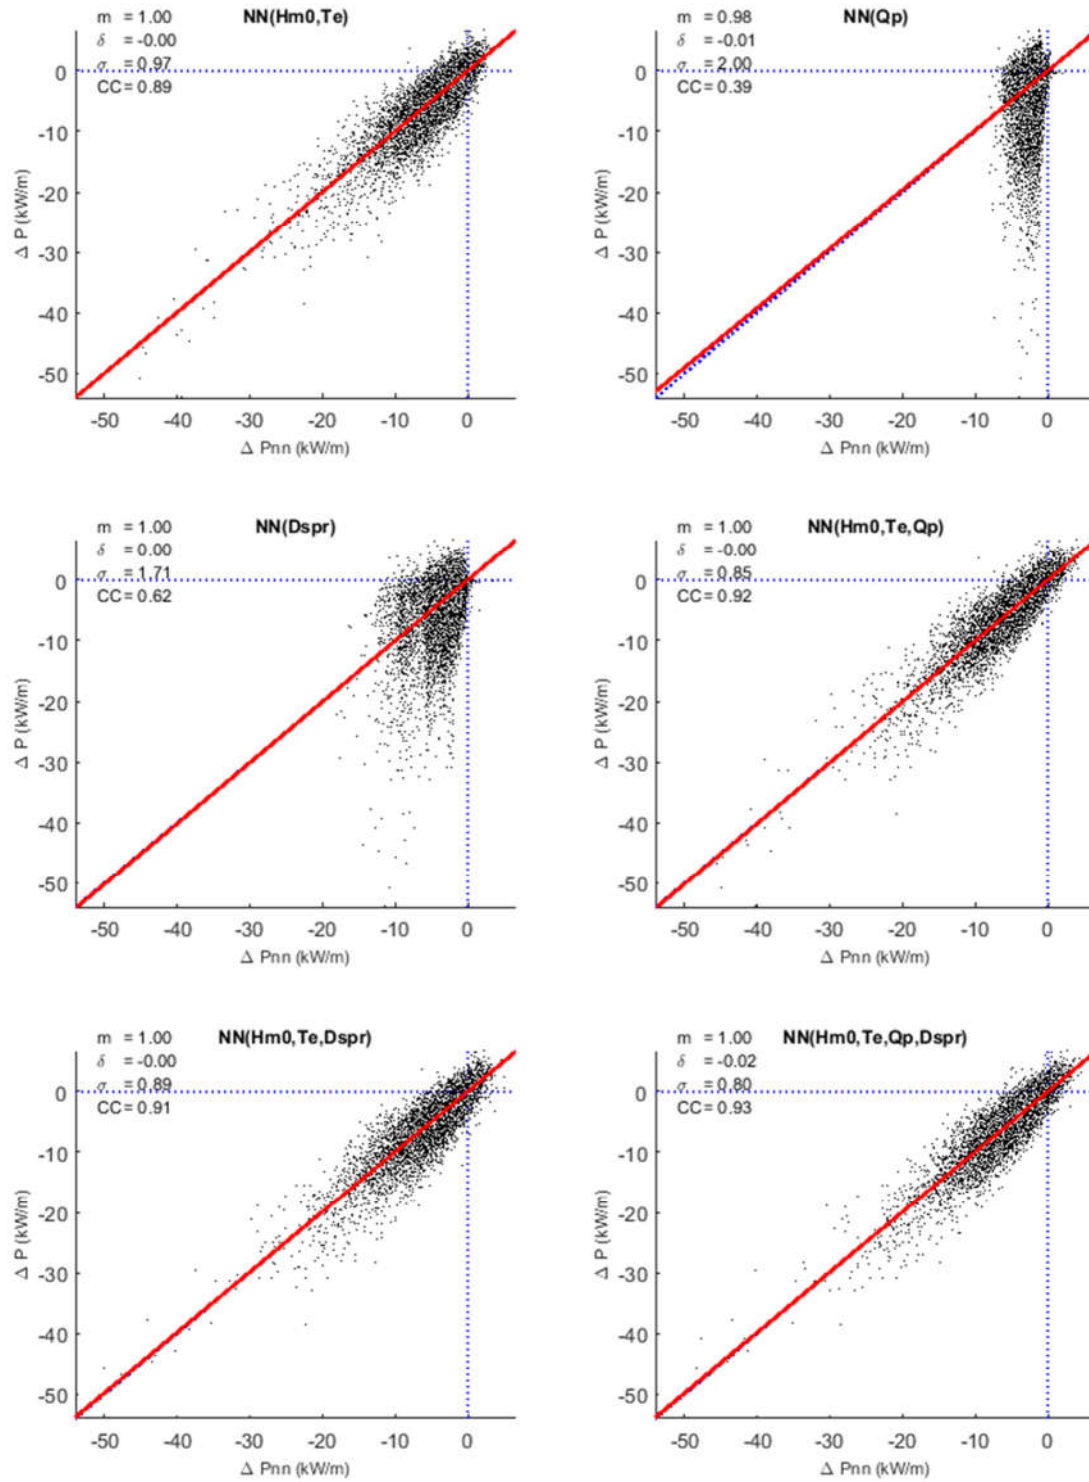 NN(Hm0,Te)
m = 1.00
δ = -0.00
σ = 0.97
CC = 0.89
0
-10
-20
-30
-40
-50
Δ P (kW/m)
-50 -40 -30 -20 -10 0
Δ Pnn (kW/m)
NN(Qp)
m = 0.98
δ = -0.01
σ = 2.00
CC = 0.39
0
-10
-20
-30
-40
-50
Δ P (kW/m)
-50 -40 -30 -20 -10 0
Δ Pnn (kW/m)
NN(Dspr)
m = 1.00
δ = 0.00
σ = 1.71
CC = 0.62
0
-10
-20
-30
-40
-50
Δ P (kW/m)
-50 -40 -30 -20 -10 0
Δ Pnn (kW/m)
NN(Hm0,Te,Qp)
m = 1.00
δ = -0.00
σ = 0.85
CC = 0.92
0
-10
-20
-30
-40
-50
Δ P (kW/m)
-50 -40 -30 -20 -10 0
Δ Pnn (kW/m)
NN(Hm0,Te,Dspr)
m = 1.00
δ = -0.00
σ = 0.89
CC = 0.91
0
-10
-20
-30
-40
-50
Δ P (kW/m)
-50 -40 -30 -20 -10 0
Δ Pnn (kW/m)
NN(Hm0,Te,Qp,Dspr)
m = 1.00
δ = -0.02
σ = 0.80
CC = 0.93
0
-10
-20
-30
-40
-50
Δ P (kW/m)
-50 -40 -30 -20 -10 0
Δ Pnn (kW/m)